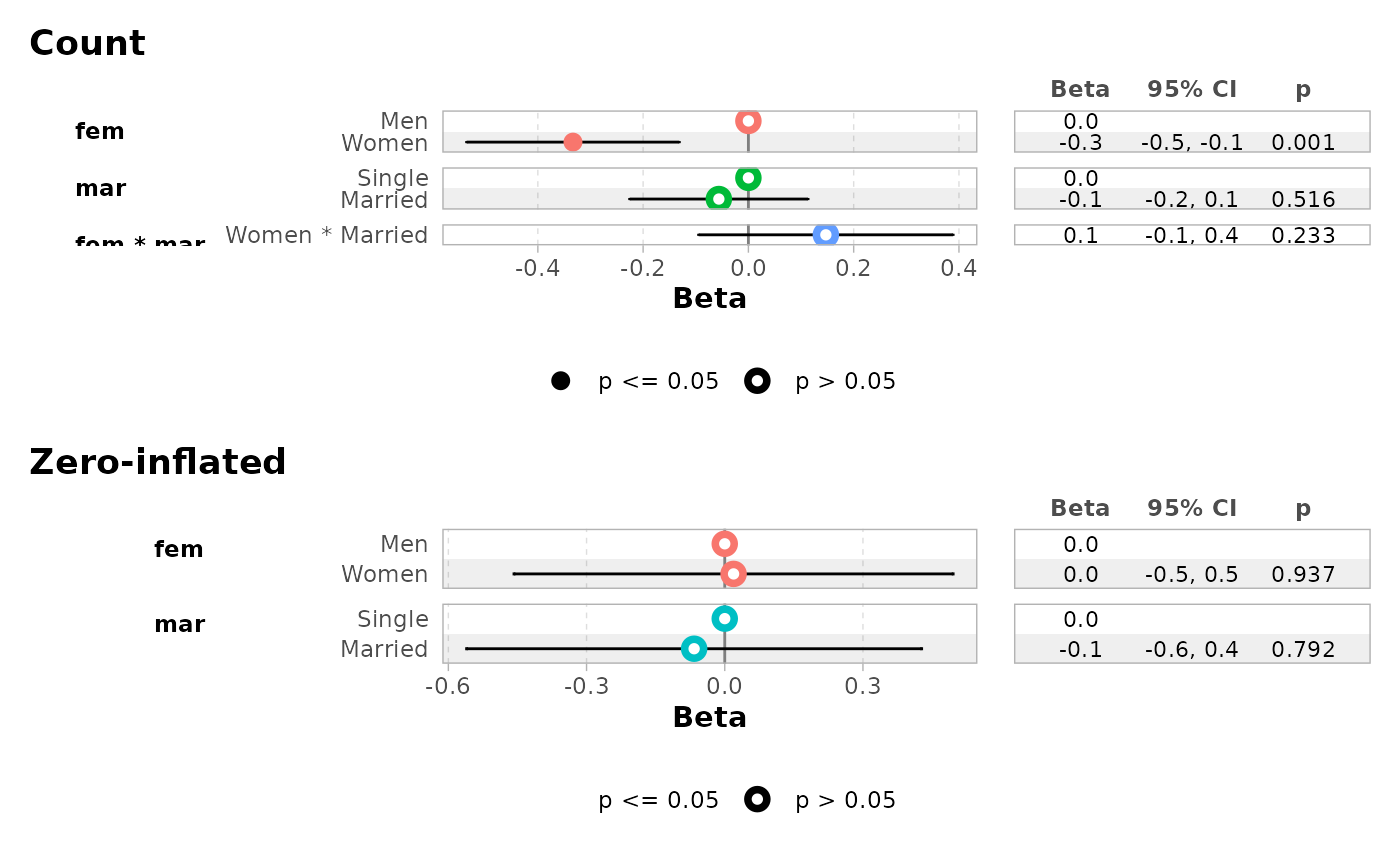 Count
Beta 95% CI p
fem Men 0.0
Women -0.3 -0.5, -0.1 0.001
mar Single 0.0
Married -0.1 -0.2, 0.1 0.516
fem * mar Women * Married 0.1 -0.1, 0.4 0.233
-0.4 -0.2 0.0 0.2 0.4
Beta
p <= 0.05 p > 0.05
Zero-inflated
Beta 95% CI p
fem Men 0.0
Women 0.0 -0.5, 0.5 0.937
mar Single 0.0
Married -0.1 -0.6, 0.4 0.792
-0.6 -0.3 0.0 0.3
Beta
p <= 0.05 p > 0.05